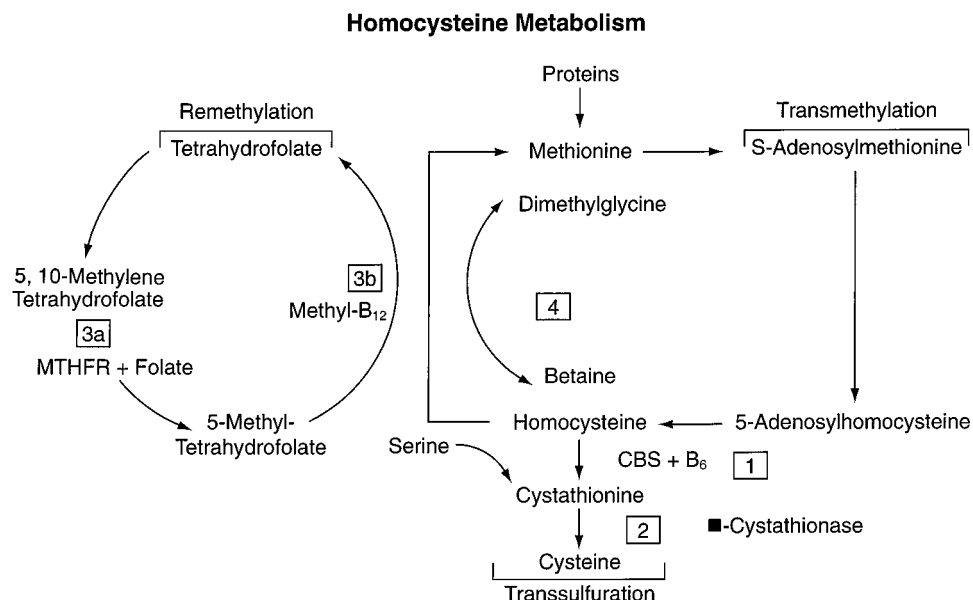 Homocysteine Metabolism
Proteins
Remethylation
Tetrahydrofolate
Transmethylation
Methionine
S-Adenosylmethionine
Dimethylglycine
5, 10-Methylene
Tetrahydrofolate
3a
MTHFR + Folate
3b
Methyl-B₁₂
4
Betaine
5-Methyl-
Tetrahydrofolate
Homocysteine
5-Adenosylhomocysteine
Serine
CBS + B₆
1
Cystathionine
2
■-Cystathionase
Cysteine
Transsulfuration